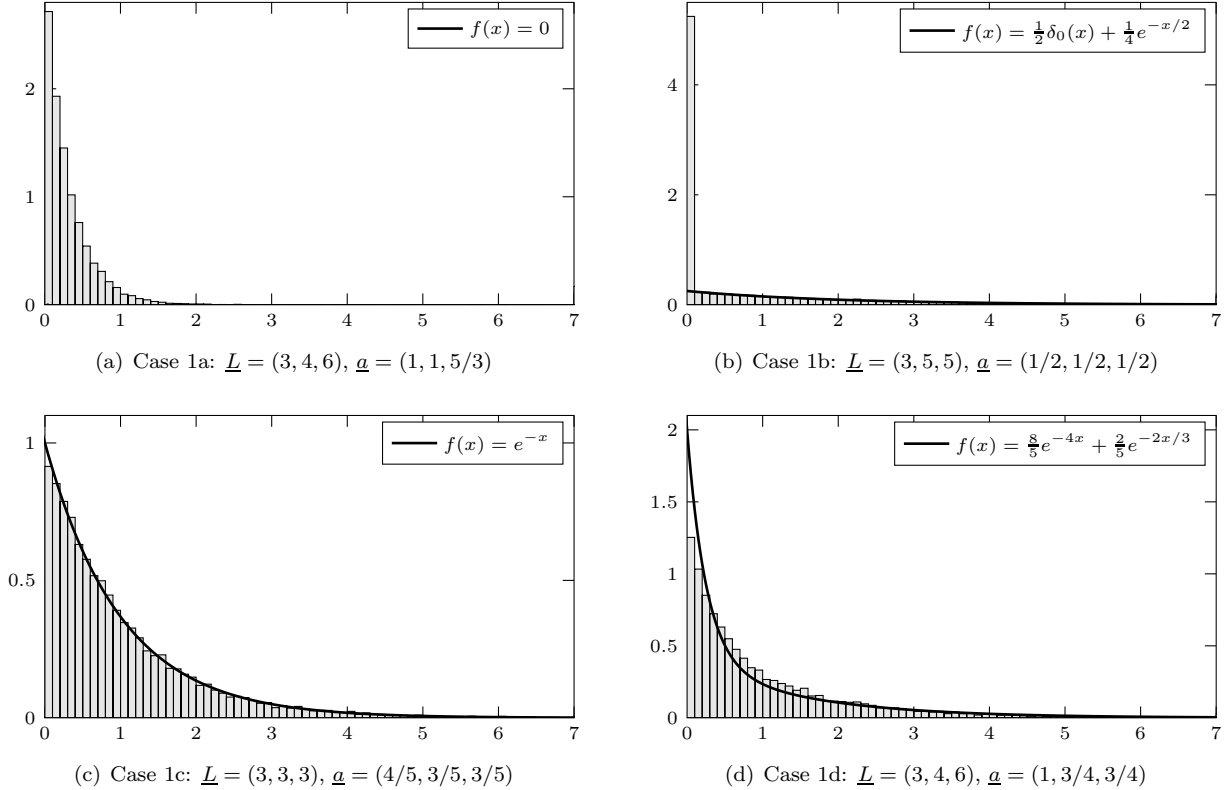 f(x) = 0
2
1
0
0 1 2 3 4 5 6 7
(a) Case 1a: L = (3, 4, 6), a = (1, 1, 5/3)
f(x) = 1/2 δ₀(x) + 1/4 e^{−x/2}
4
2
0
0 1 2 3 4 5 6 7
(b) Case 1b: L = (3, 5, 5), a = (1/2, 1/2, 1/2)
f(x) = e^{−x}
1
0.5
0
0 1 2 3 4 5 6 7
(c) Case 1c: L = (3, 3, 3), a = (4/5, 3/5, 3/5)
f(x) = 8/5 e^{−4x} + 2/5 e^{−2x/3}
2
1.5
1
0.5
0
0 1 2 3 4 5 6 7
(d) Case 1d: L = (3, 4, 6), a = (1, 3/4, 3/4)